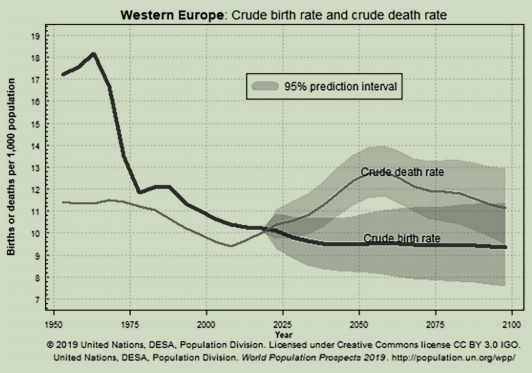 Western Europe: Crude birth rate and crude death rate
Births or deaths per 1,000 population
19
18
17
16
15
14
13
12
11
10
9
8
7
95% prediction interval
Crude death rate
Crude birth rate
1950 1975 2000 2025 2050 2075 2100
Year
© 2019 United Nations, DESA, Population Division. Licensed under Creative Commons license CC BY 3.0 IGO.
United Nations, DESA, Population Division. World Population Prospects 2019. http://population.un.org/wpp/